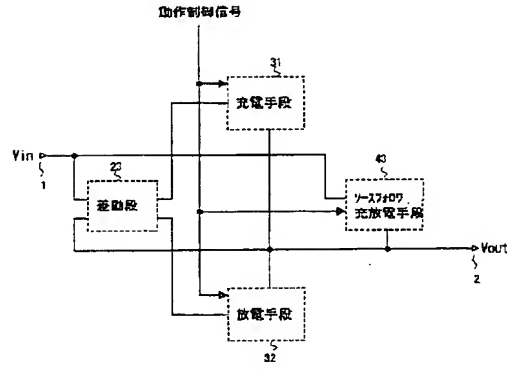 動作制御信号
31
充電手段
Vin
1
23
差動段
43
ソースフォロワ
充放電手段
Vout
2
放電手段
32